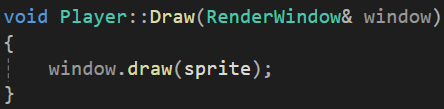 void Player::Draw(RenderWindow& window)
{
    window.draw(sprite);
}